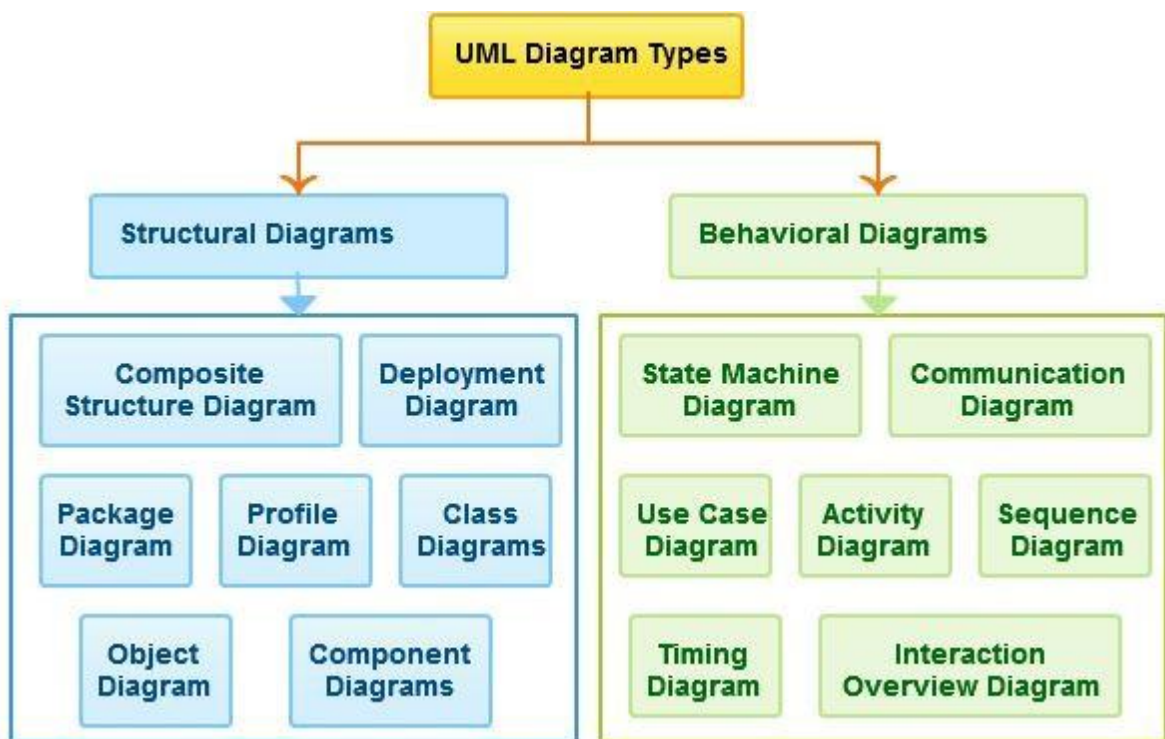 UML Diagram Types
Structural Diagrams
Behavioral Diagrams
Composite
Structure Diagram
Deployment
Diagram
Package
Diagram
Profile
Diagram
Class
Diagrams
Object
Diagram
Component
Diagrams
State Machine
Diagram
Communication
Diagram
Use Case
Diagram
Activity
Diagram
Sequence
Diagram
Timing
Diagram
Interaction
Overview Diagram